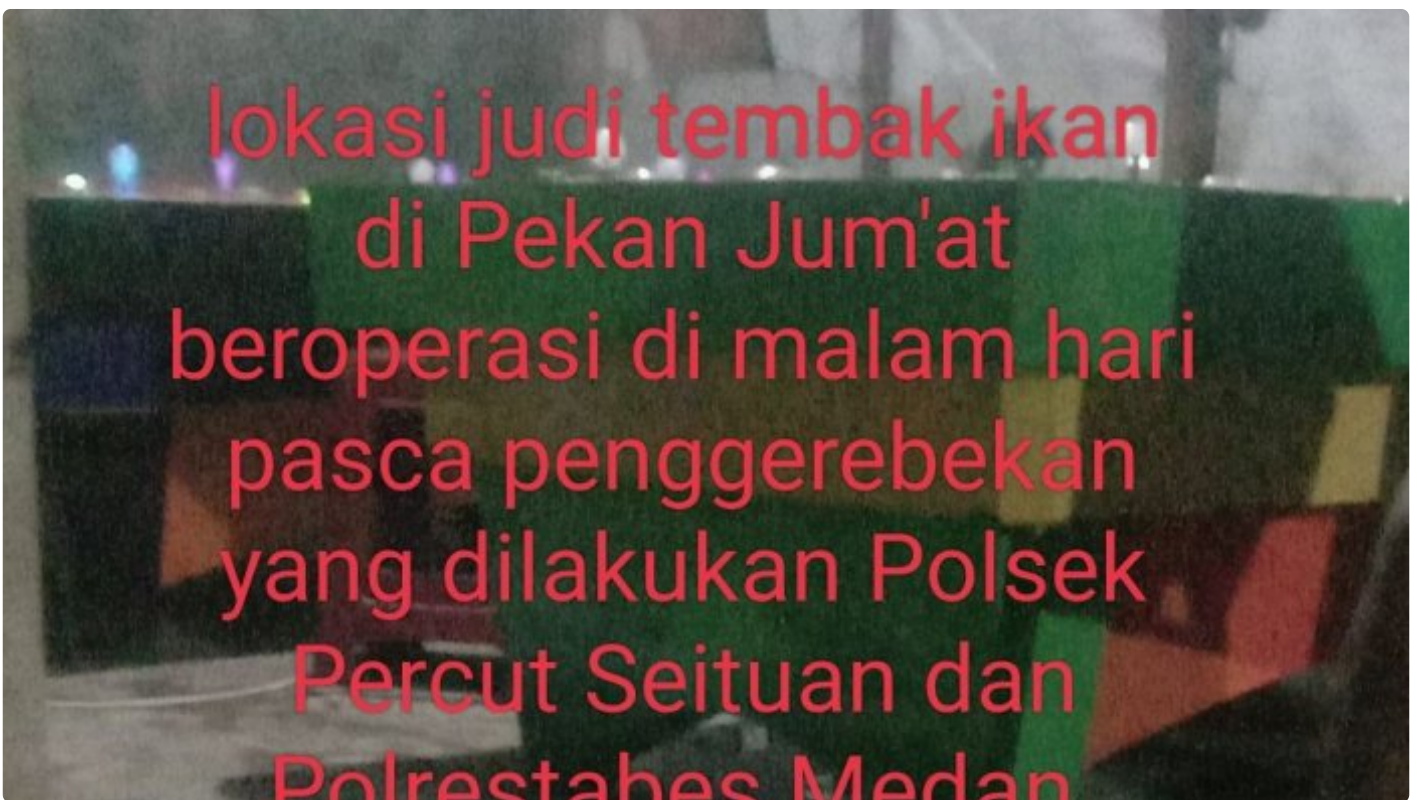 lokasi judi tembak ikan
di Pekan Jum'at
beroperasi di malam hari
pasca penggerebekan
yang dilakukan Polsek
Percut Seituan dan
Polrestabes Medan